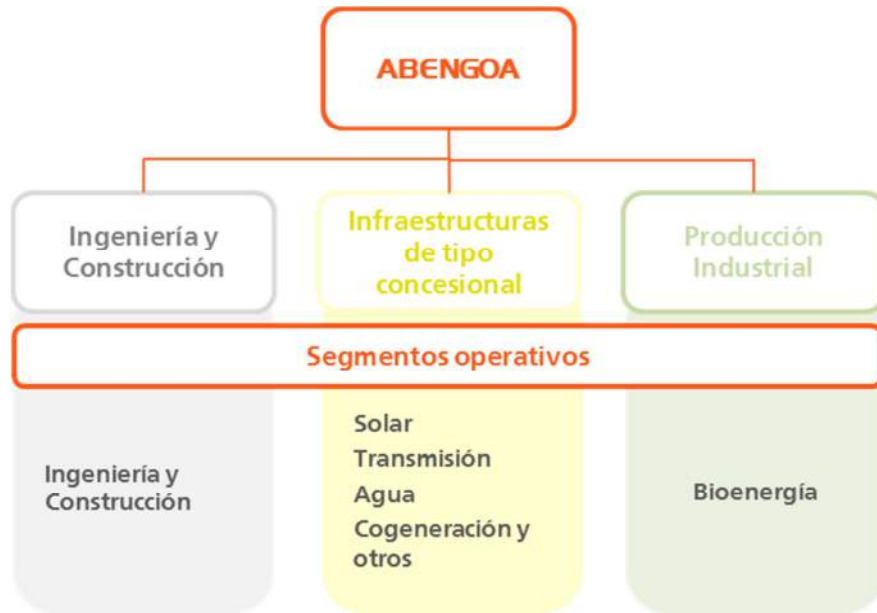 ABENGOA
Ingeniería y
Construcción
Infraestructuras
de tipo
concesional
Producción
Industrial
Segmentos operativos
Ingeniería y
Construcción
Solar
Transmisión
Agua
Cogeneración y
otros
Bioenergía